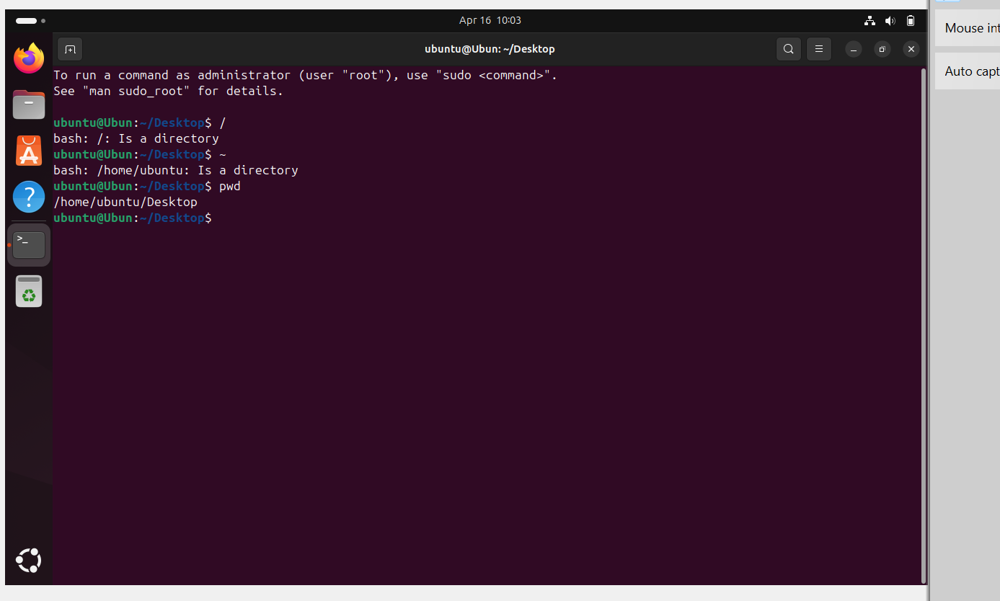 Apr 16 10:03
ubuntu@Ubun: ~/Desktop
To run a command as administrator (user "root"), use "sudo <command>".
See "man sudo_root" for details.
ubuntu@Ubun:~/Desktop$ /
bash: /: Is a directory
ubuntu@Ubun:~/Desktop$ ~
bash: /home/ubuntu: Is a directory
ubuntu@Ubun:~/Desktop$ pwd
/home/ubuntu/Desktop
ubuntu@Ubun:~/Desktop$
>_
Mouse int
Auto capt